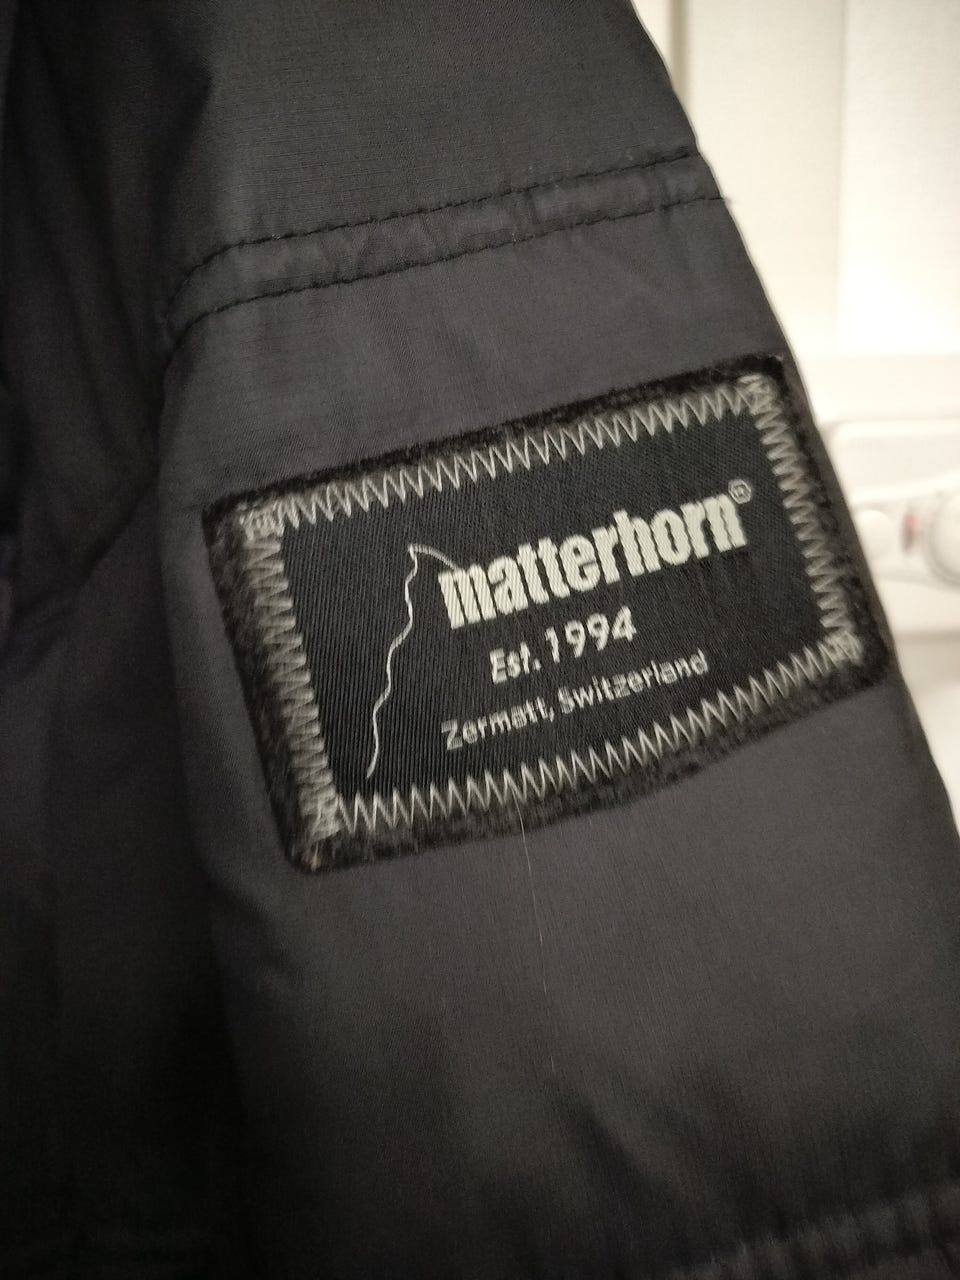 matterhorn®
Est. 1994
Zermatt, Switzerland